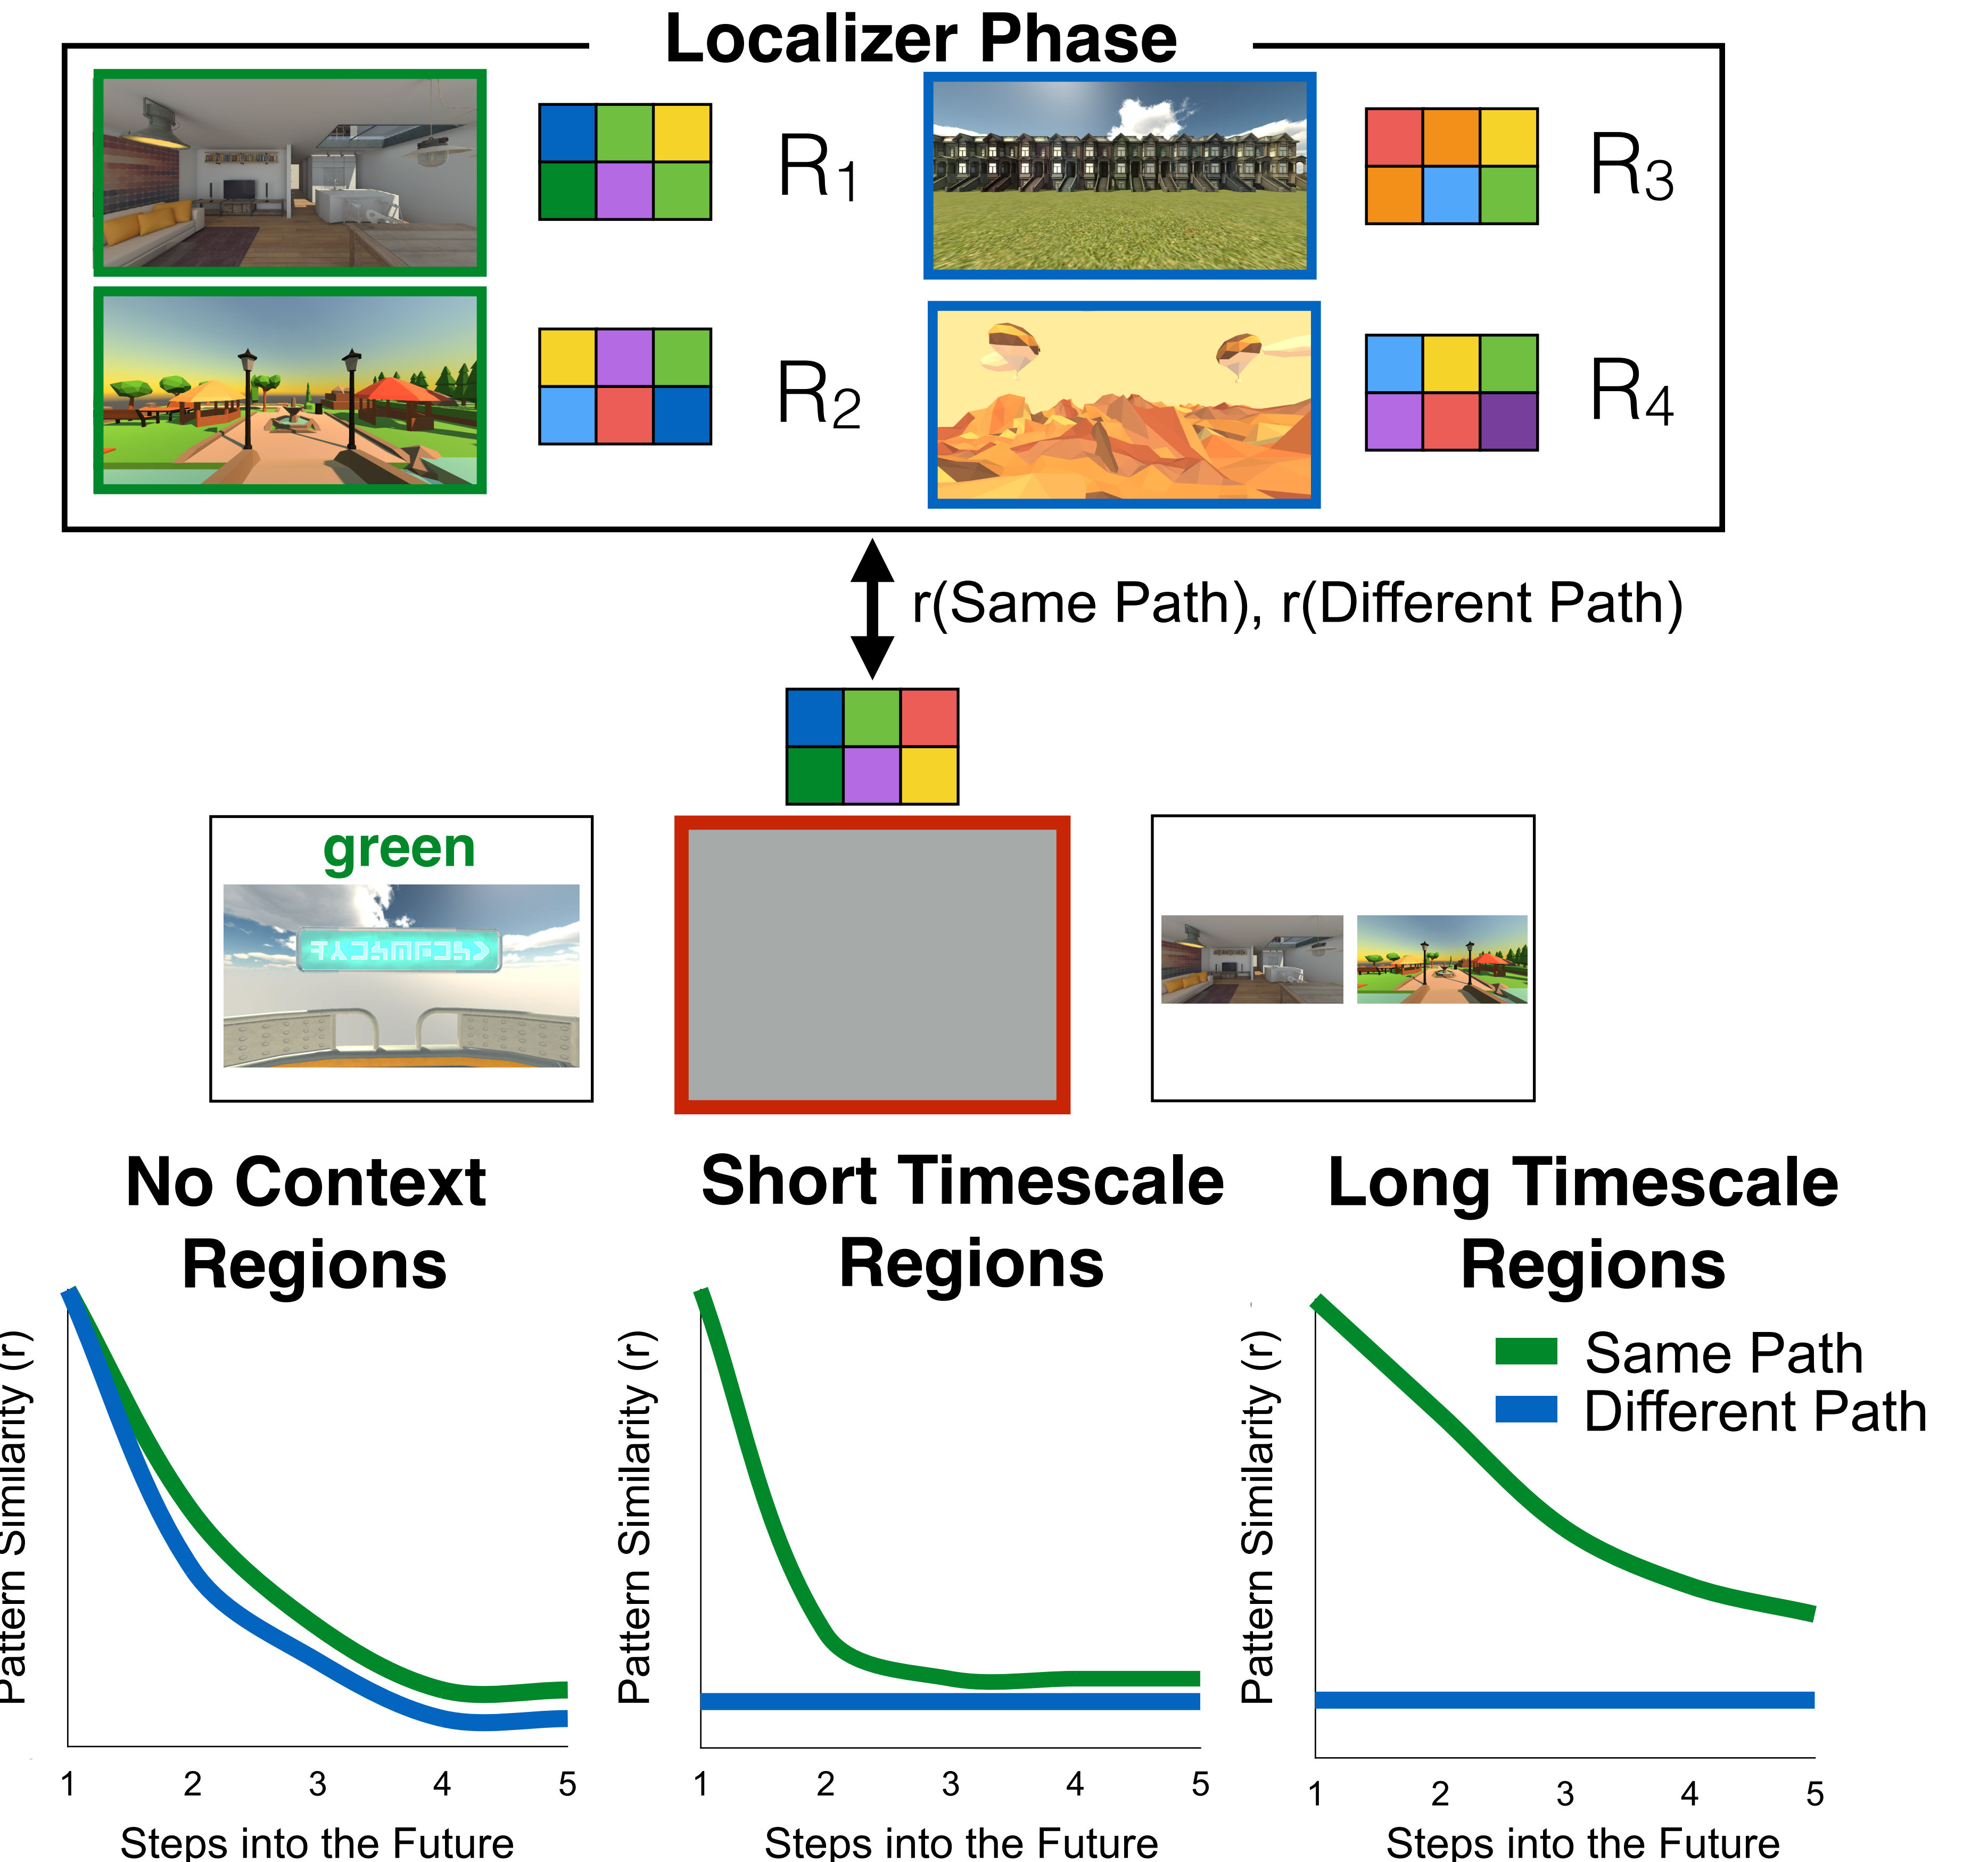 Localizer Phase
R1
R3
R2
R4
r(Same Path), r(Different Path)
green
No Context
Regions
Short Timescale
Regions
Long Timescale
Regions
Same Path
Different Path
Pattern Similarity (r)
Pattern Similarity (r)
Pattern Similarity (r)
1 2 3 4 5
1 2 3 4 5
1 2 3 4 5
Steps into the Future
Steps into the Future
Steps into the Future